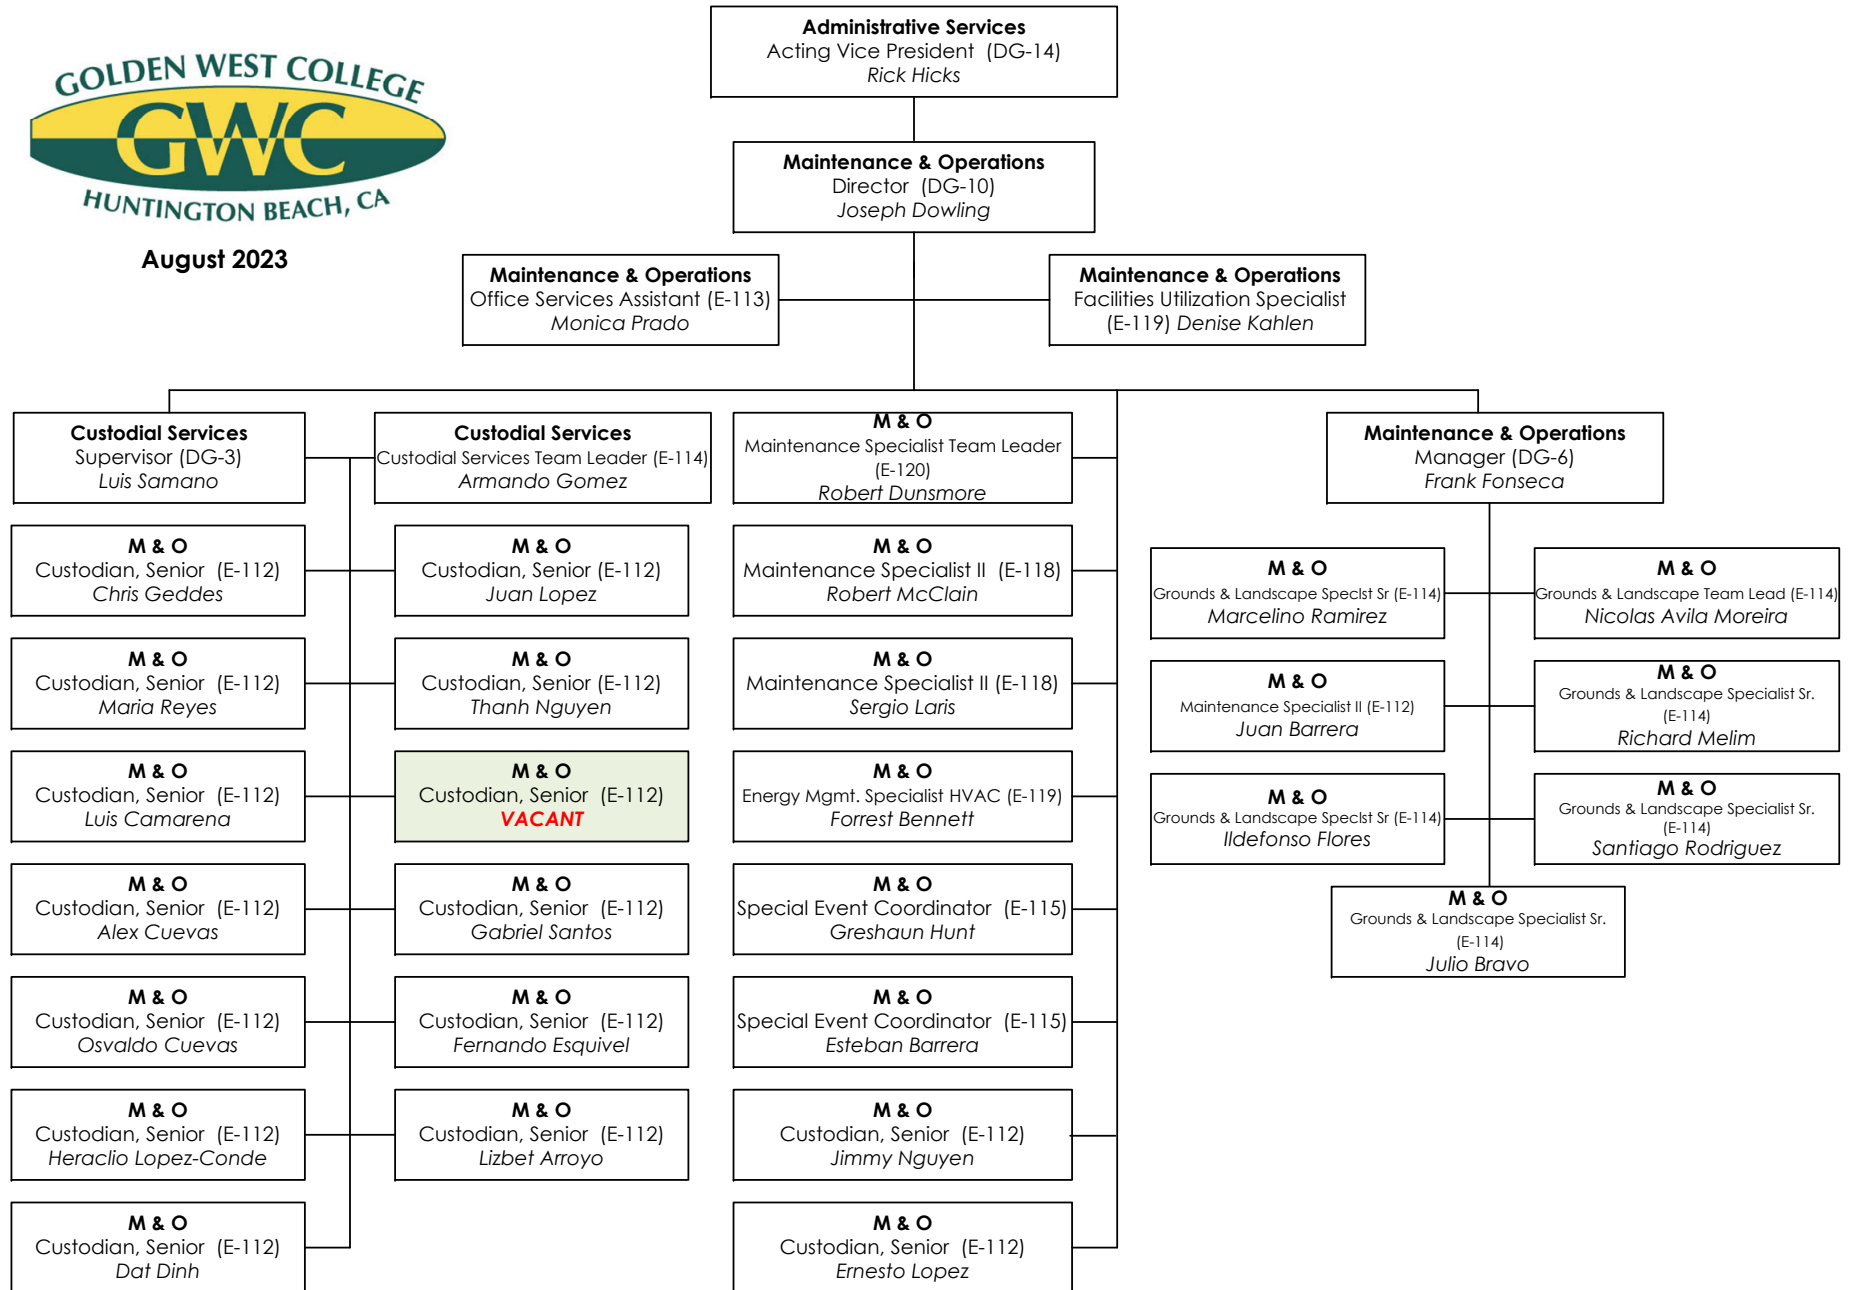 Administrative Services
Acting Vice President (DG-14)
Rick Hicks
GOLDEN WEST COLLEGE
GWC
HUNTINGTON BEACH, CA
August 2023
Maintenance & Operations
Director (DG-10)
Joseph Dowling
Maintenance & Operations
Office Services Assistant (E-113)
Monica Prado
Maintenance & Operations
Facilities Utilization Specialist
(E-119) Denise Kahlen
Custodial Services
Supervisor (DG-3)
Luis Samano
Custodial Services
Custodial Services Team Leader (E-114)
Armando Gomez
M & O
Maintenance Specialist Team Leader
(E-120)
Robert Dunsmore
Maintenance & Operations
Manager (DG-6)
Frank Fonseca
M & O
Custodian, Senior (E-112)
Chris Geddes
M & O
Custodian, Senior (E-112)
Juan Lopez
M & O
Maintenance Specialist II (E-118)
Robert McClain
M & O
Grounds & Landscape Speclst Sr (E-114)
Marcelino Ramirez
M & O
Grounds & Landscape Team Lead (E-114)
Nicolas Avila Moreira
M & O
Custodian, Senior (E-112)
Maria Reyes
M & O
Custodian, Senior (E-112)
Thanh Nguyen
M & O
Maintenance Specialist II (E-118)
Sergio Laris
M & O
Maintenance Specialist II (E-112)
Juan Barrera
M & O
Grounds & Landscape Specialist Sr.
(E-114)
Richard Melim
M & O
Custodian, Senior (E-112)
Luis Camarena
M & O
Custodian, Senior (E-112)
VACANT
M & O
Energy Mgmt. Specialist HVAC (E-119)
Forrest Bennett
M & O
Grounds & Landscape Speclst Sr (E-114)
Ildefonso Flores
M & O
Grounds & Landscape Specialist Sr.
(E-114)
Santiago Rodriguez
M & O
Custodian, Senior (E-112)
Alex Cuevas
M & O
Custodian, Senior (E-112)
Gabriel Santos
M & O
Special Event Coordinator (E-115)
Greshaun Hunt
M & O
Grounds & Landscape Specialist Sr.
(E-114)
Julio Bravo
M & O
Custodian, Senior (E-112)
Osvaldo Cuevas
M & O
Custodian, Senior (E-112)
Fernando Esquivel
M & O
Special Event Coordinator (E-115)
Esteban Barrera
M & O
Custodian, Senior (E-112)
Heraclio Lopez-Conde
M & O
Custodian, Senior (E-112)
Lizbet Arroyo
M & O
Custodian, Senior (E-112)
Jimmy Nguyen
M & O
Custodian, Senior (E-112)
Dat Dinh
M & O
Custodian, Senior (E-112)
Ernesto Lopez